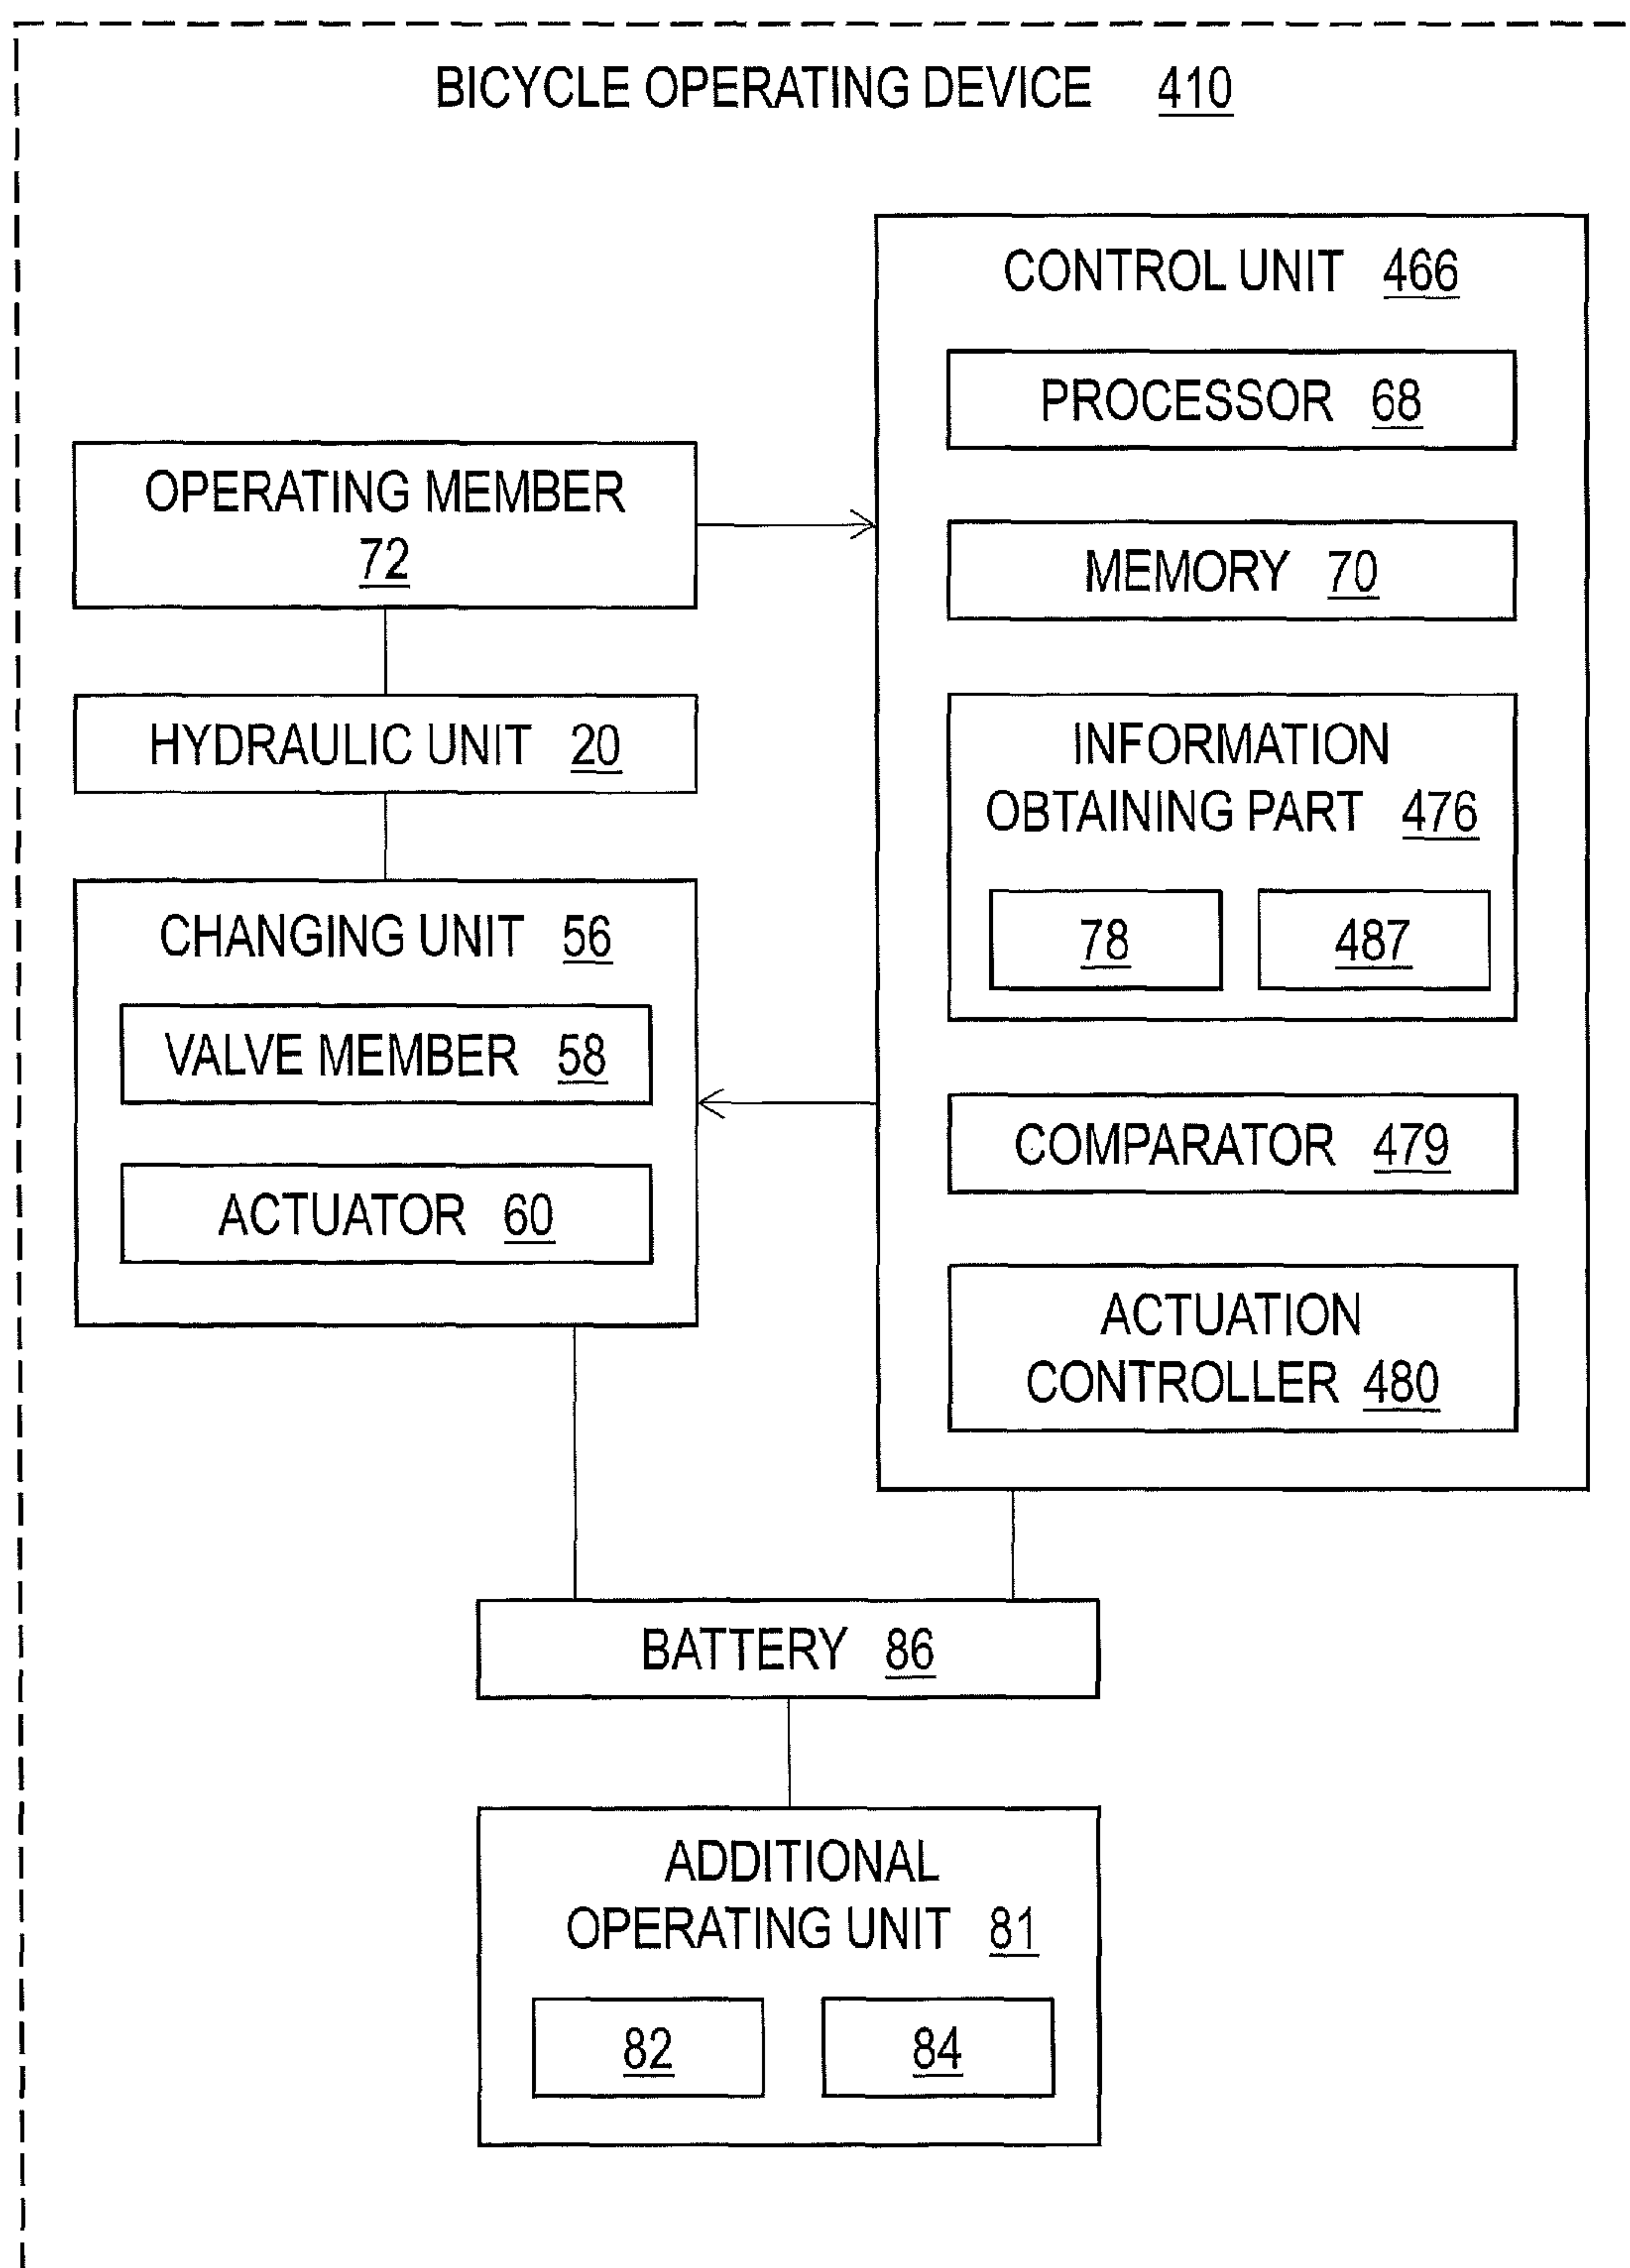 BICYCLE OPERATING DEVICE 410
OPERATING MEMBER
72
HYDRAULIC UNIT 20
CHANGING UNIT 56
VALVE MEMBER 58
ACTUATOR 60
CONTROL UNIT 466
PROCESSOR 68
MEMORY 70
INFORMATION
OBTAINING PART 476
78 487
COMPARATOR 479
ACTUATION
CONTROLLER 480
BATTERY 86
ADDITIONAL
OPERATING UNIT 81
82 84